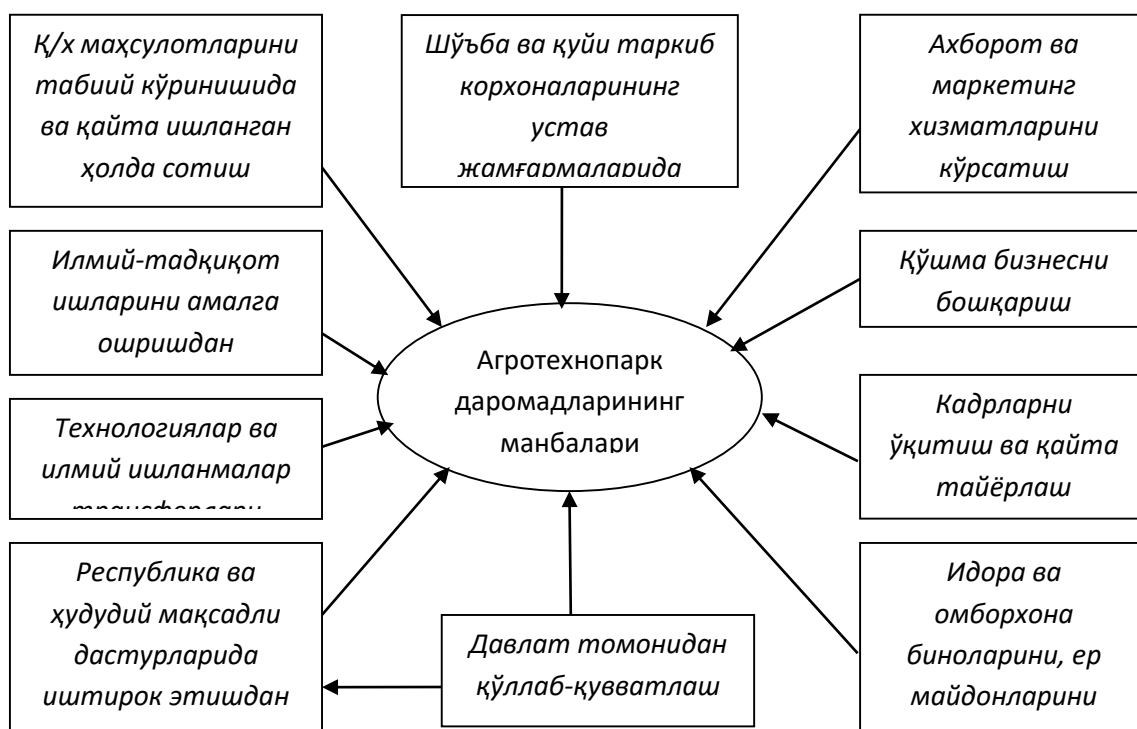 Қ/х маҳсулотларини
табиий кўринишида
ва қайта ишланган
ҳолда сотиш
Шўъба ва қуйи таркиб
корхоналарининг
устав
жамғармаларида
Ахборот ва
маркетинг
хизматларини
кўрсатиш
Илмий-тадқиқот
ишларини амалга
оширишдан
Қўшма бизнесни
бошқариш
Агротехнопарк
даромадларининг
манбалари
Технологиялар ва
илмий ишланмалар
трансферлари
Кадрларни
ўқитиш ва қайта
тайёрлаш
Республика ва
ҳудудий мақсадли
дастурларида
иштирок этишдан
Давлат томонидан
қўллаб-қувватлаш
Идора ва
омборхона
биноларини, ер
майдонларини